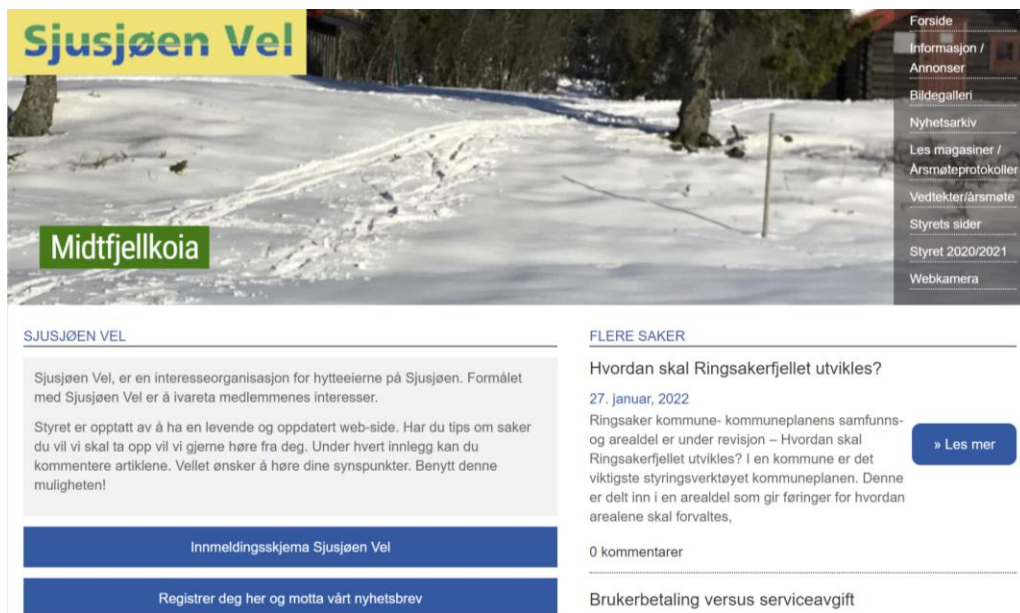 Sjusjøen Vel
Forside
Informasjon /
Annonser
Bildegalleri
Nyhetsarkiv
Les magasiner /
Årsmøteprotokoller
Vedtekter/årsmøte
Styrets sider
Styret 2020/2021
Webkamera
Midtfjellkoia
SJUSJØEN VEL
Sjusjøen Vel, er en interesseorganisasjon for hytteeierne på Sjusjøen. Formålet
med Sjusjøen Vel er å ivareta medlemmenes interesser.
Styret er opptatt av å ha en levende og oppdatert web-side. Har du tips om saker
du vil vi skal ta opp vil vi gjerne høre fra deg. Under hvert innlegg kan du
kommentere artiklene. Vellet ønsker å høre dine synspunkter. Benytt denne
muligheten!
Innmeldingsskjema Sjusjøen Vel
Registrer deg her og motta vårt nyhetsbrev
FLERE SAKER
Hvordan skal Ringsakerfjellet utvikles?
27. januar, 2022
Ringsaker kommune- kommuneplanens samfunns-
og arealdel er under revisjon – Hvordan skal
Ringsakerfjellet utvikles? I en kommune er det
viktigste styringsverktøyet kommuneplanen. Denne
er delt inn i en arealdel som gir føringer for hvordan
arealene skal forvaltes,
» Les mer
0 kommentarer
Brukerbetaling versus serviceavgift